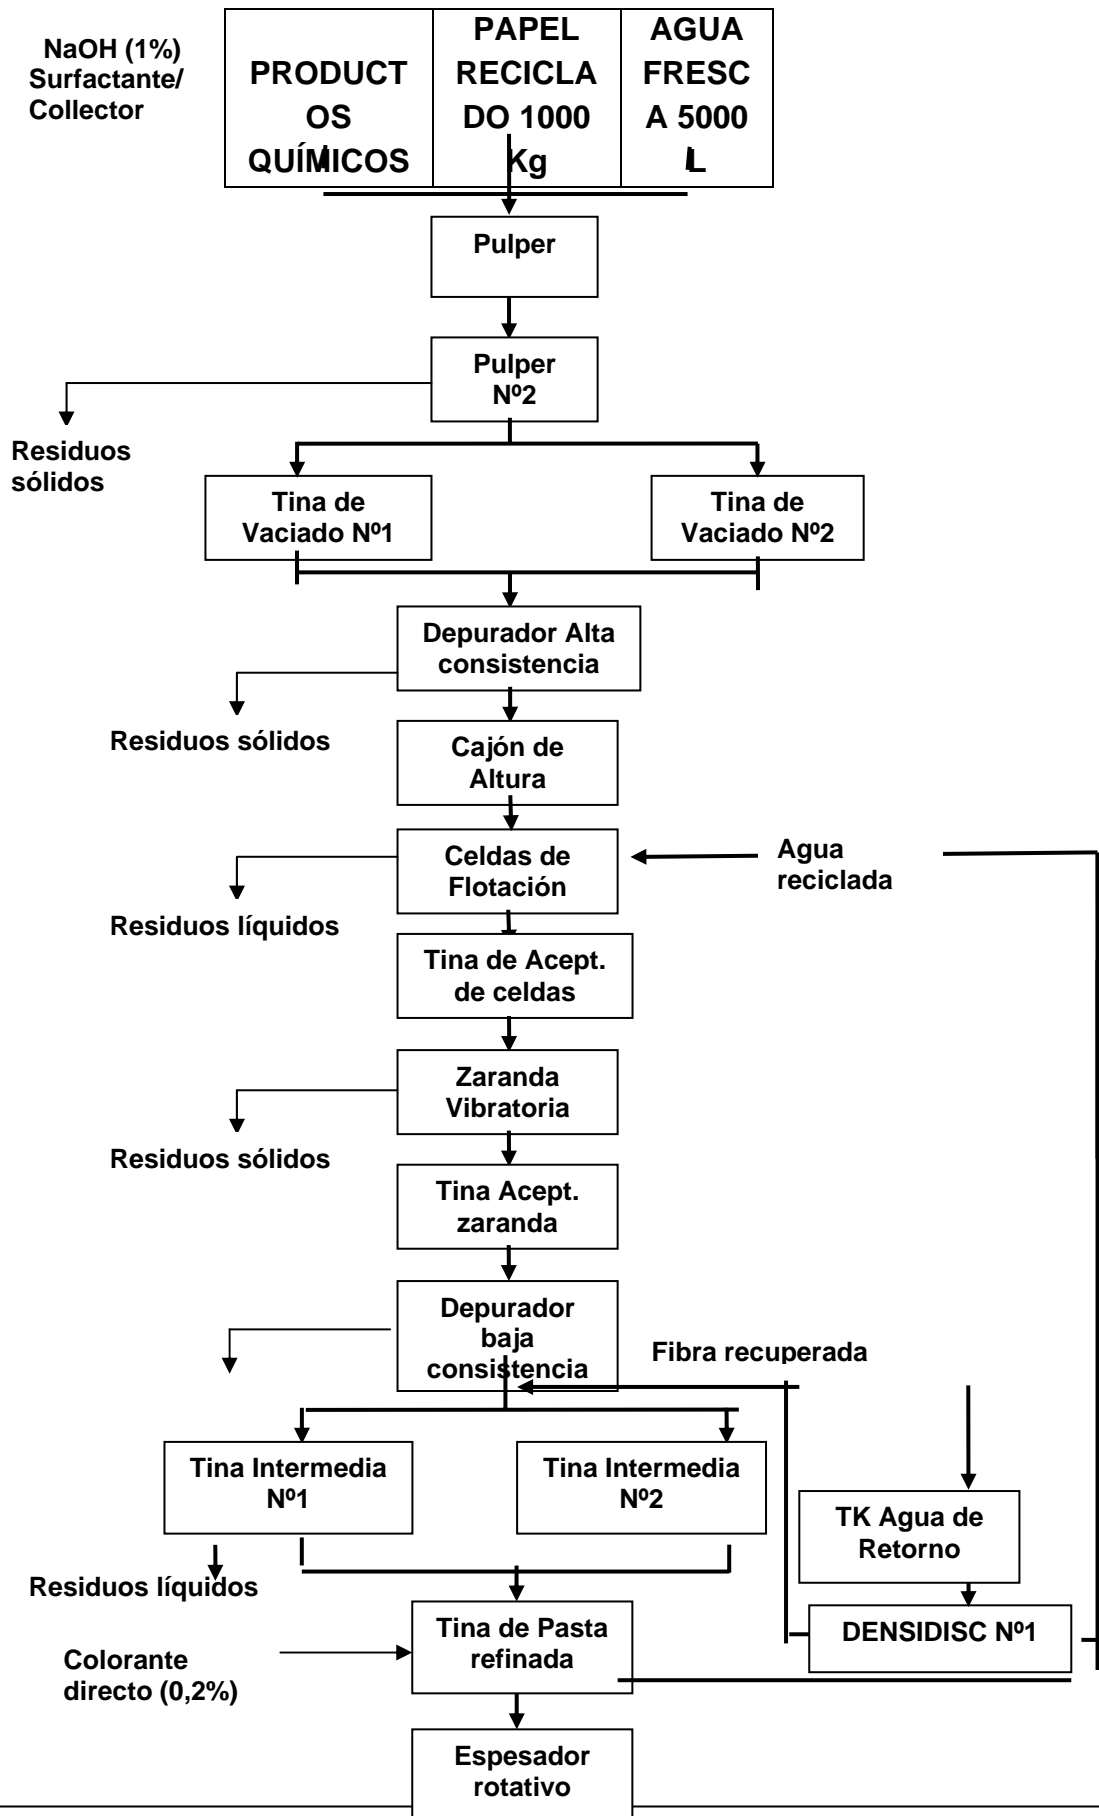 NaOH (1%)
Surfactante/
Collector
PRODUCT
OS
QUÍMICOS
PAPEL
RECICLA
DO 1000
Kg
AGUA
FRESC
A 5000
L
Pulper
Pulper
Nº2
Residuos
sólidos
Tina de
Vaciado Nº1
Tina de
Vaciado Nº2
Depurador Alta
consistencia
Residuos sólidos
Cajón de
Altura
Celdas de
Flotación
Agua
reciclada
Residuos líquidos
Tina de Acept.
de celdas
Zaranda
Vibratoria
Residuos sólidos
Tina Acept.
zaranda
Depurador
baja
consistencia
Fibra recuperada
Tina Intermedia
Nº1
Tina Intermedia
Nº2
TK Agua de
Retorno
Residuos líquidos
Tina de Pasta
refinada
DENSIDISC Nº1
Colorante
directo (0,2%)
Espesador
rotativo